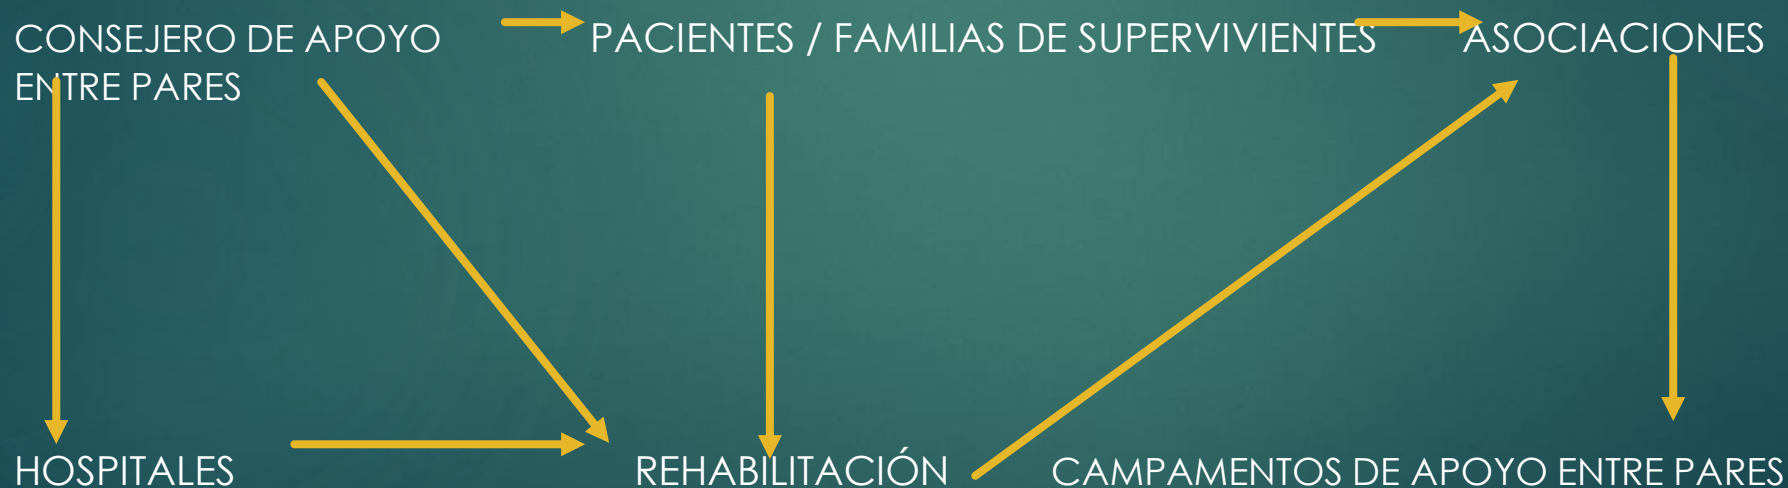 CONSEJERO DE APOYO
ENTRE PARES
PACIENTES / FAMILIAS DE SUPERVIVIENTES
ASOCIACIONES
HOSPITALES
REHABILITACIÓN
CAMPAMENTOS DE APOYO ENTRE PARES